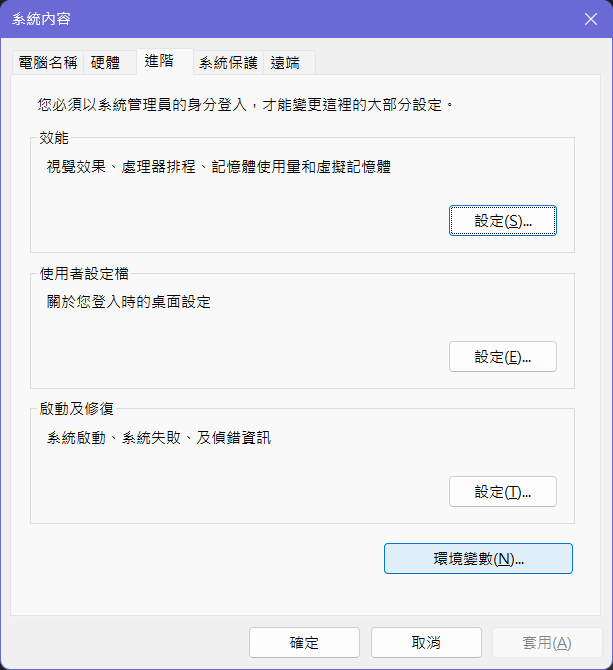 系統內容
電腦名稱 硬體 進階 系統保護 遠端
您必須以系統管理員的身分登入，才能變更這裡的大部分設定。
效能
視覺效果、處理器排程、記憶體使用量和虛擬記憶體
設定(S)...
使用者設定檔
關於您登入時的桌面設定
設定(E)...
啟動及修復
系統啟動、系統失敗、及偵錯資訊
設定(T)...
環境變數(N)...
確定 取消 套用(A)